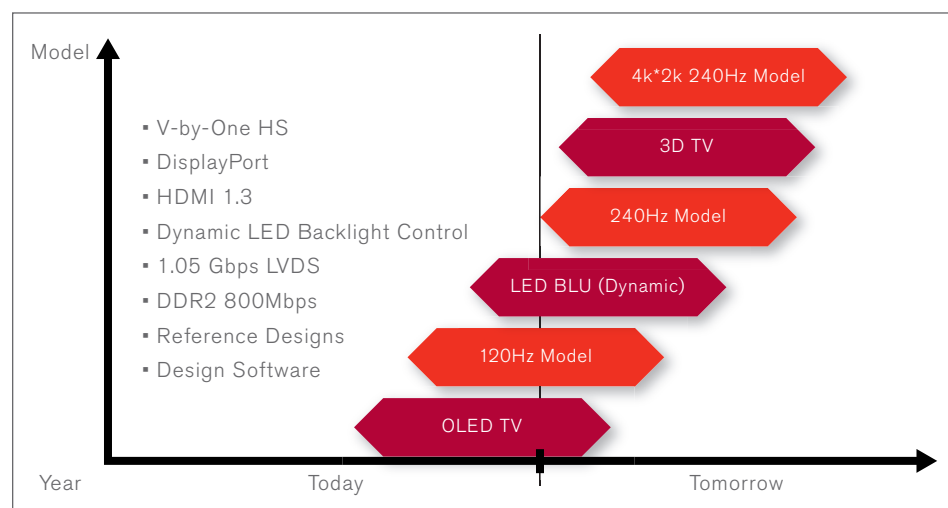 Model
4k*2k 240Hz Model
▪ V-by-One HS
3D TV
▪ DisplayPort
▪ HDMI 1.3
240Hz Model
▪ Dynamic LED Backlight Control
▪ 1.05 Gbps LVDS
LED BLU (Dynamic)
▪ DDR2 800Mbps
▪ Reference Designs
120Hz Model
▪ Design Software
OLED TV
Year
Today
Tomorrow